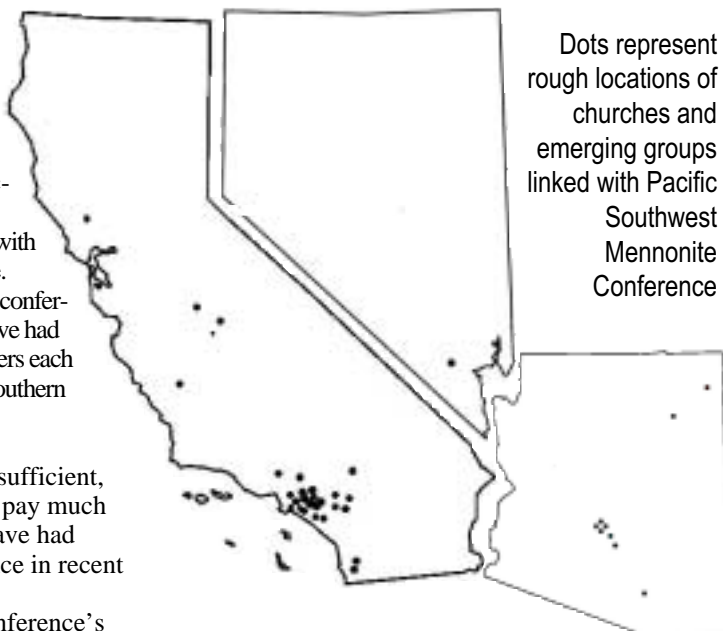 Dots represent
rough locations of
churches and
emerging groups
linked with Pacific
Southwest
Mennonite
Conference
-
with
confer-
ve had
ers each
outhern
sufficient,
pay much
ave had
ce in recent
nference's